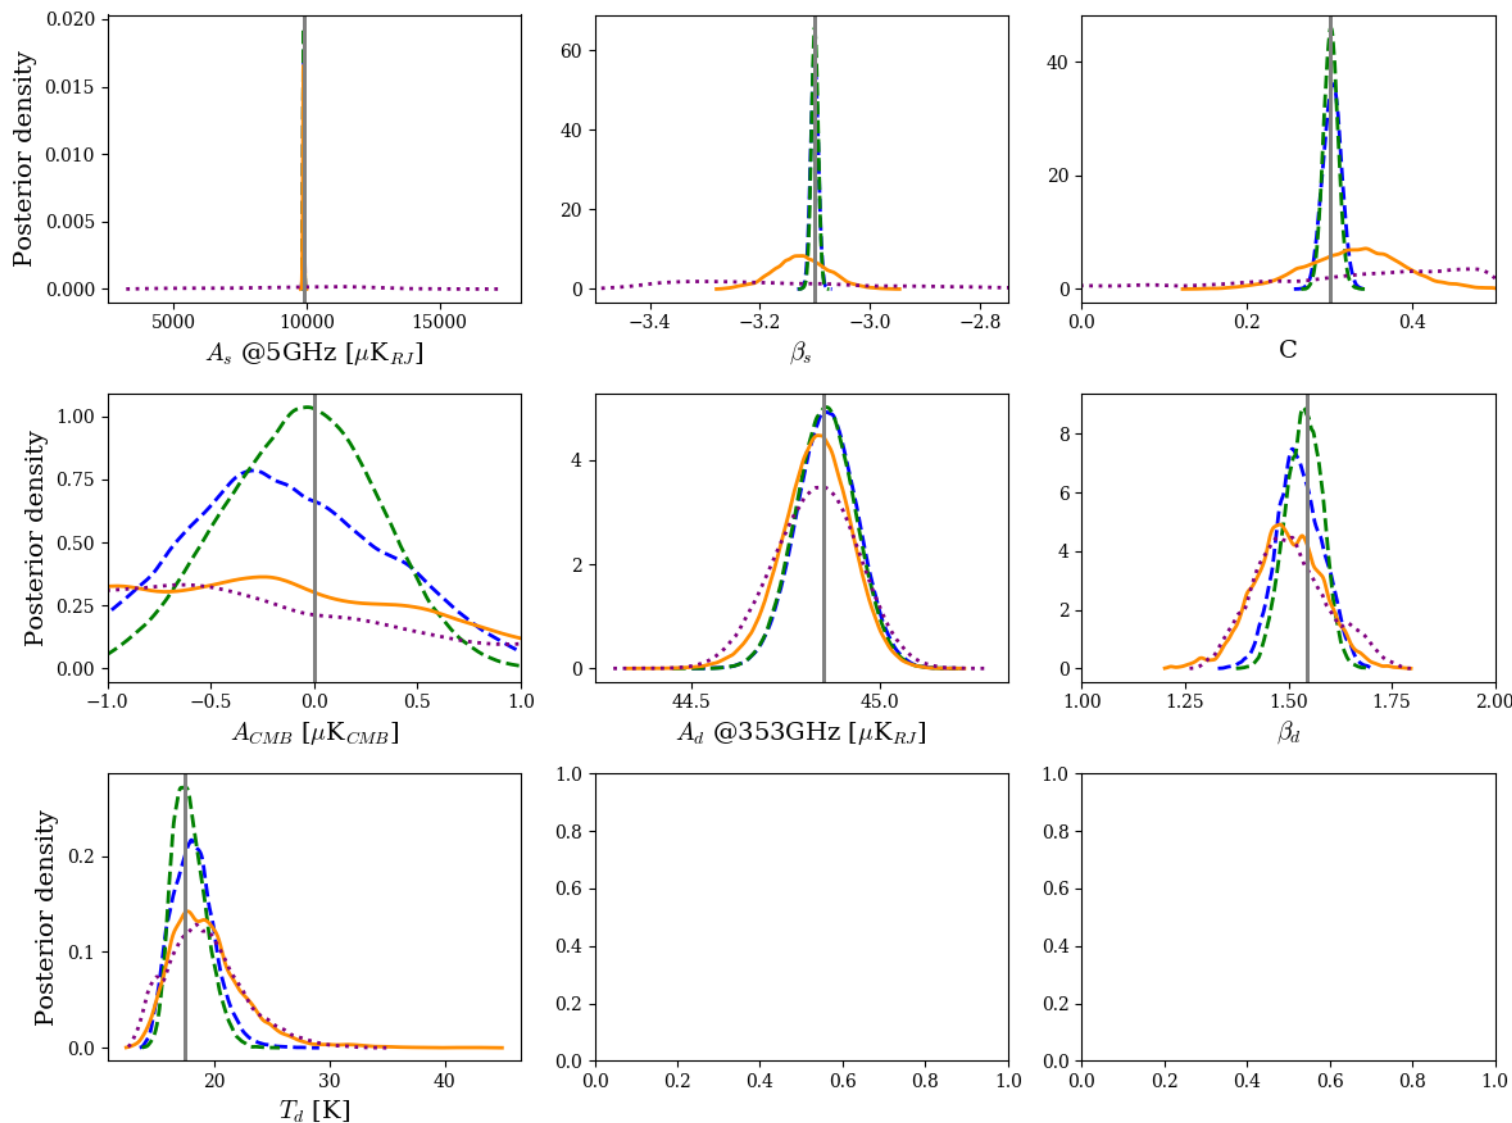 0.020
0.015
0.010
0.005
0.000
Posterior density
5000 10000 15000
A_s @5GHz [μK_RJ]
60
40
20
0
−3.4 −3.2 −3.0 −2.8
β_s
40
20
0
0.0 0.2 0.4
C
1.00
0.75
0.50
0.25
0.00
Posterior density
−1.0 −0.5 0.0 0.5 1.0
A_CMB [μK_CMB]
4
2
0
44.5 45.0
A_d @353GHz [μK_RJ]
8
6
4
2
0
1.00 1.25 1.50 1.75 2.00
β_d
0.2
0.1
0.0
Posterior density
20 30 40
T_d [K]
1.0
0.8
0.6
0.4
0.2
0.0
0.0 0.2 0.4 0.6 0.8 1.0
1.0
0.8
0.6
0.4
0.2
0.0
0.0 0.2 0.4 0.6 0.8 1.0